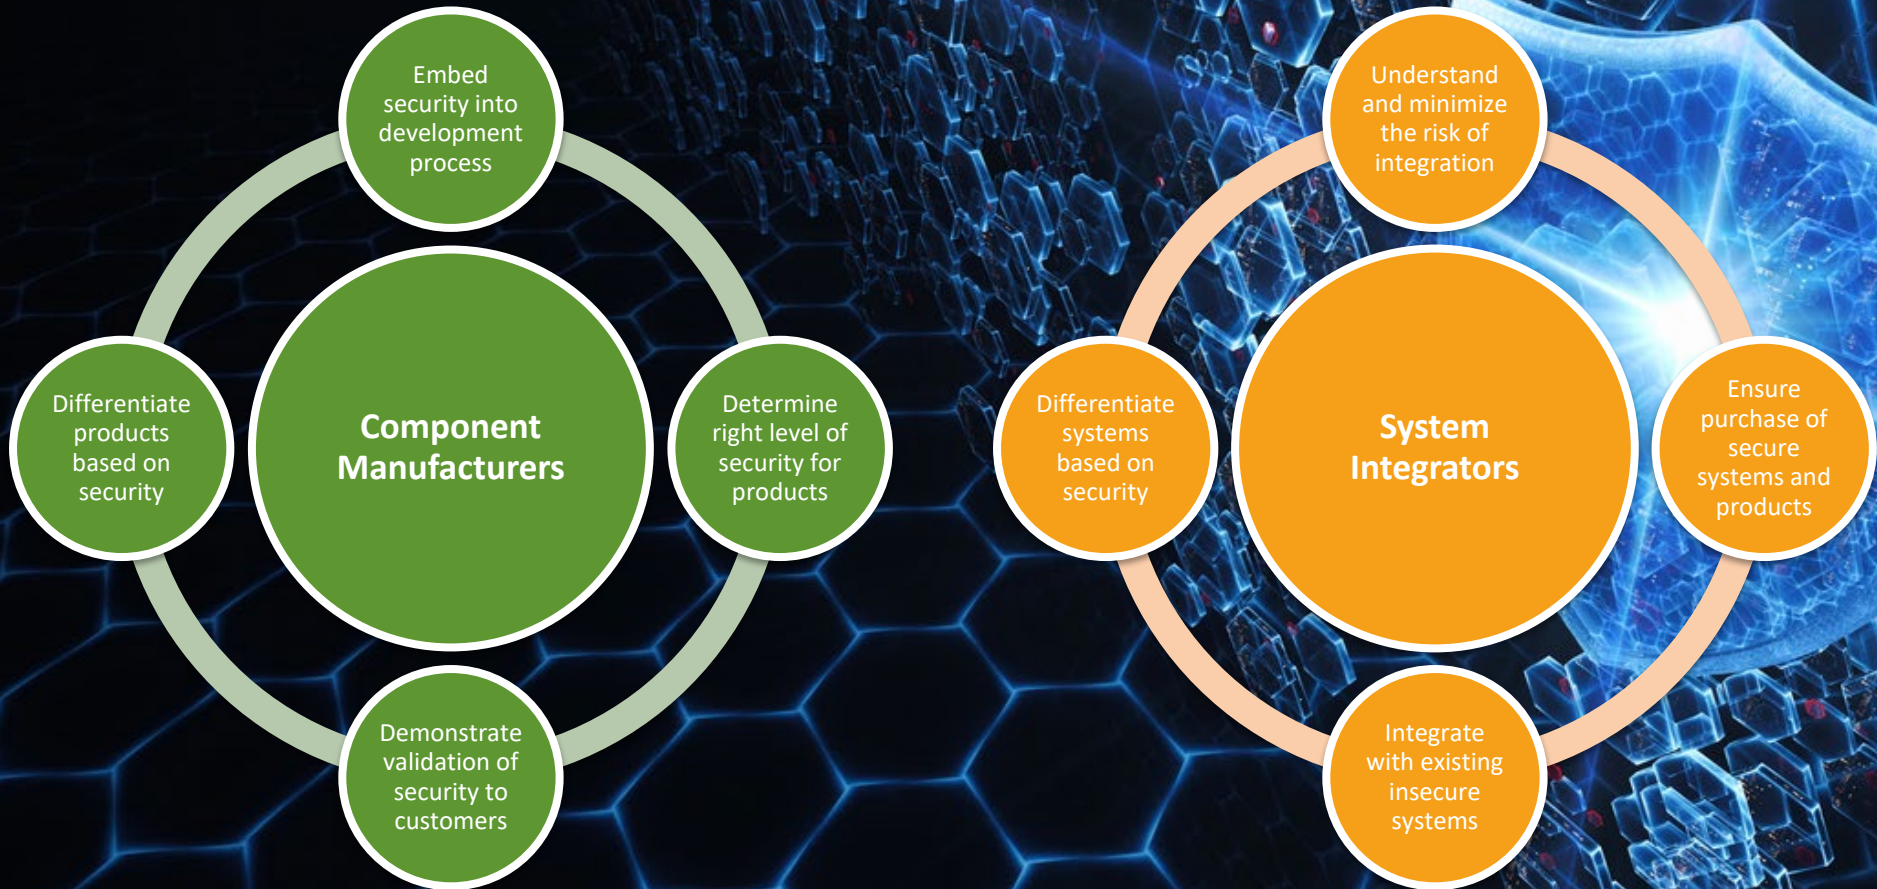 Embed
security into
development
process
Differentiate
products
based on
security
Component
Manufacturers
Determine
right level of
security for
products
Demonstrate
validation of
security to
customers
Understand
and minimize
the risk of
integration
Differentiate
systems
based on
security
System
Integrators
Ensure
purchase of
secure
systems and
products
Integrate
with existing
insecure
systems